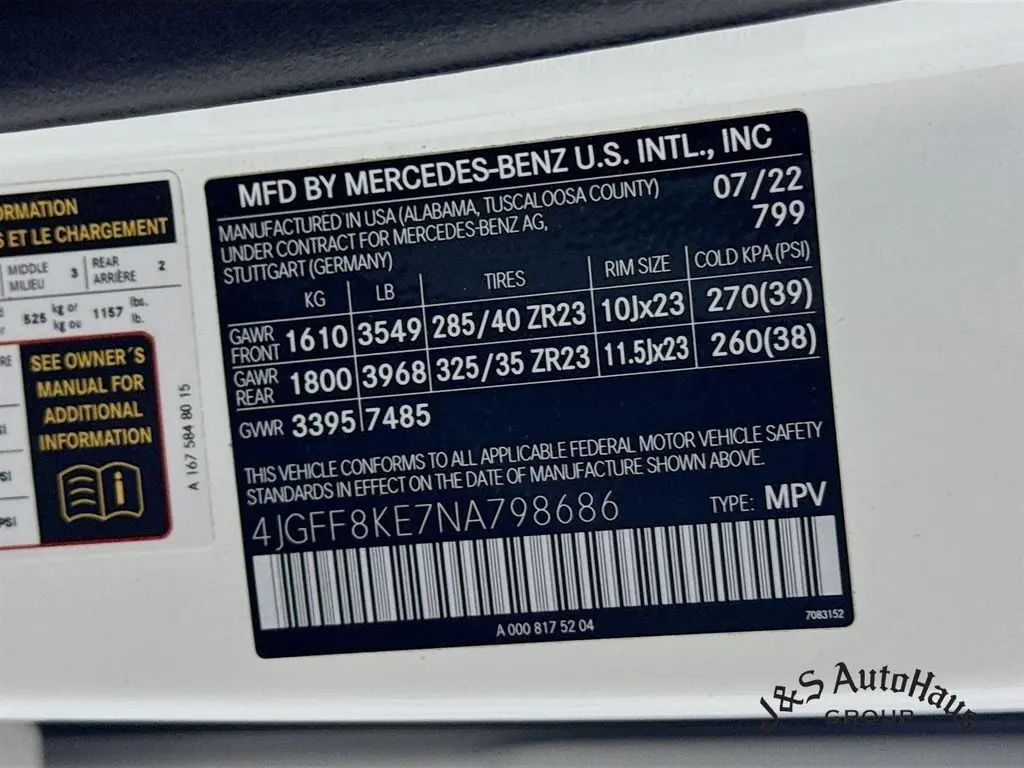 ORMATION
S ET LE CHARGEMENT
MIDDLE
MILIEU
3
REAR
ARRIÈRE
2
525 kg or
kg ou
1157 lbs.
lb.
SEE OWNER'S
MANUAL FOR
ADDITIONAL
INFORMATION
A 167 584 80 15
MFD BY MERCEDES-BENZ U.S. INTL., INC
MANUFACTURED IN USA (ALABAMA, TUSCALOOSA COUNTY)
UNDER CONTRACT FOR MERCEDES-BENZ AG,
STUTTGART (GERMANY)
07/22
799
KG LB TIRES RIM SIZE COLD KPA (PSI)
GAWR FRONT 1610 3549 285/40 ZR23 10Jx23 270(39)
GAWR REAR 1800 3968 325/35 ZR23 11.5Jx23 260(38)
GVWR 3395 7485
THIS VEHICLE CONFORMS TO ALL APPLICABLE FEDERAL MOTOR VEHICLE SAFETY
STANDARDS IN EFFECT ON THE DATE OF MANUFACTURE SHOWN ABOVE.
4JGFF8KE7NA798686 TYPE: MPV
A 000 817 52 04
7083152
J&S AutoHaus
GROUP